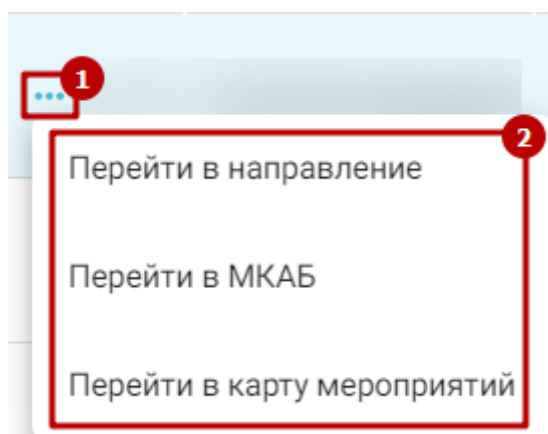 1
2
Перейти в направление
Перейти в МКАБ
Перейти в карту мероприятий